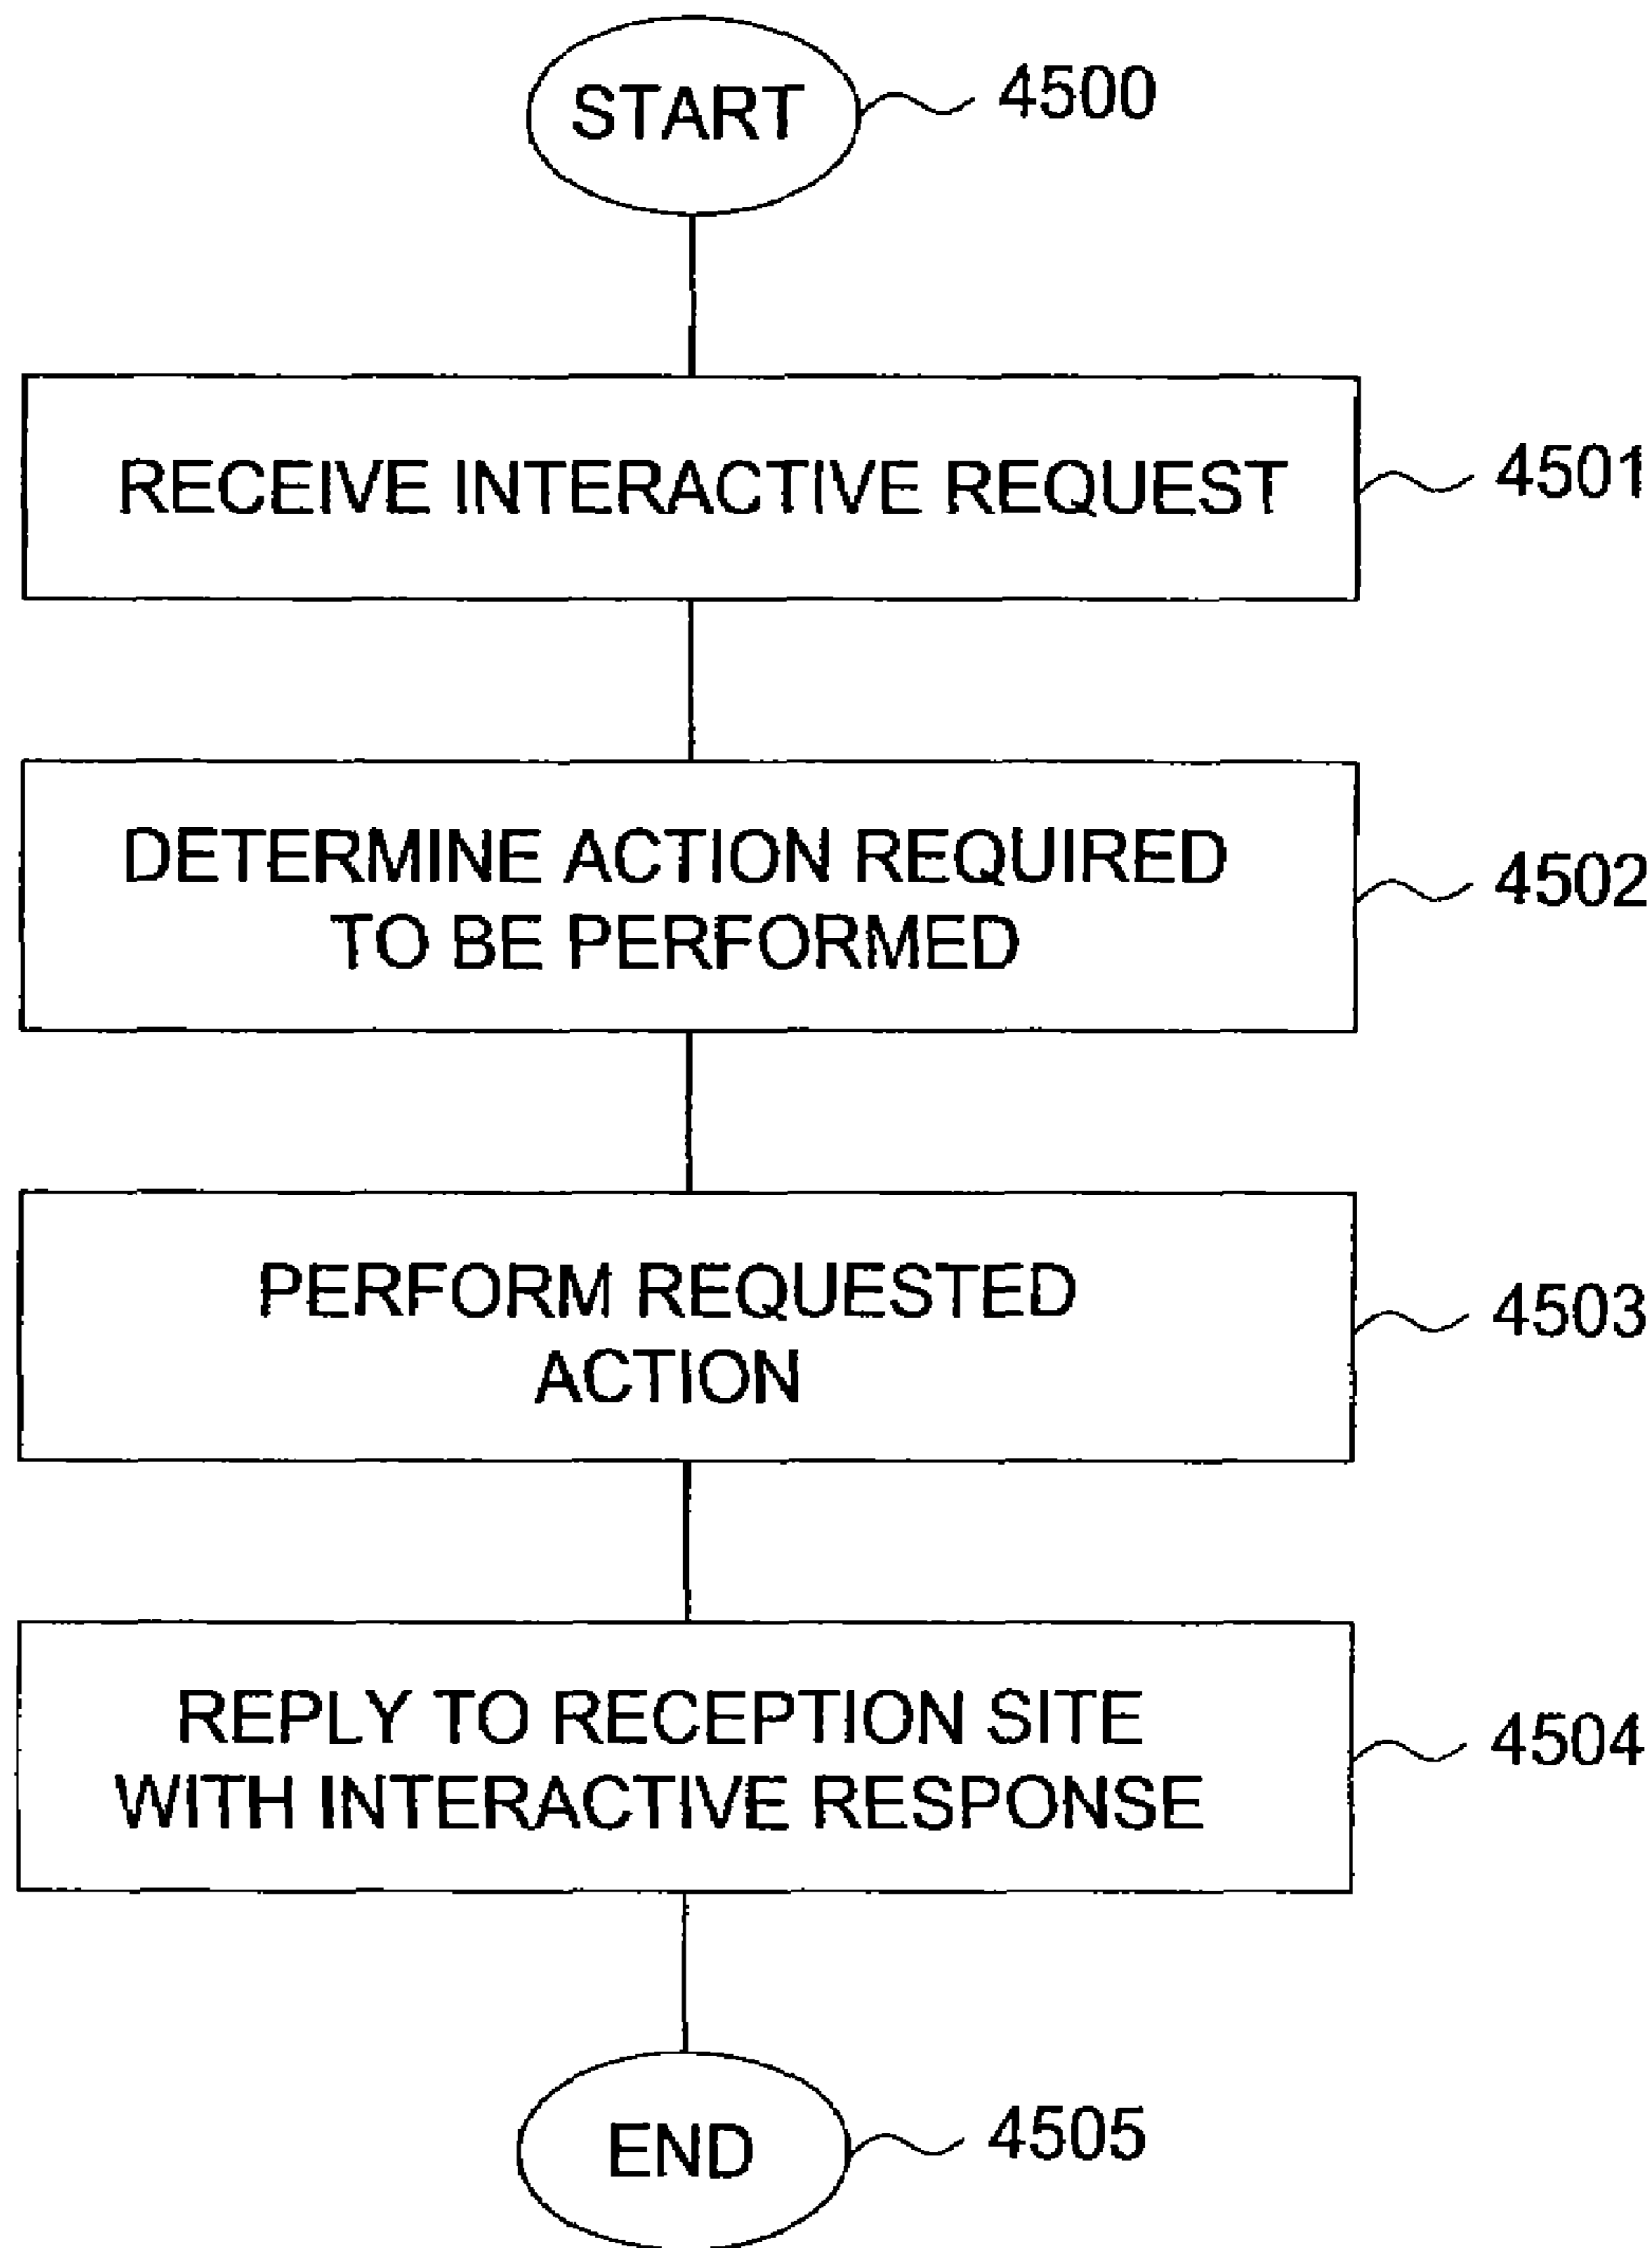 START
4500
RECEIVE INTERACTIVE REQUEST
4501
DETERMINE ACTION REQUIRED
TO BE PERFORMED
4502
PERFORM REQUESTED
ACTION
4503
REPLY TO RECEPTION SITE
WITH INTERACTIVE RESPONSE
4504
END
4505